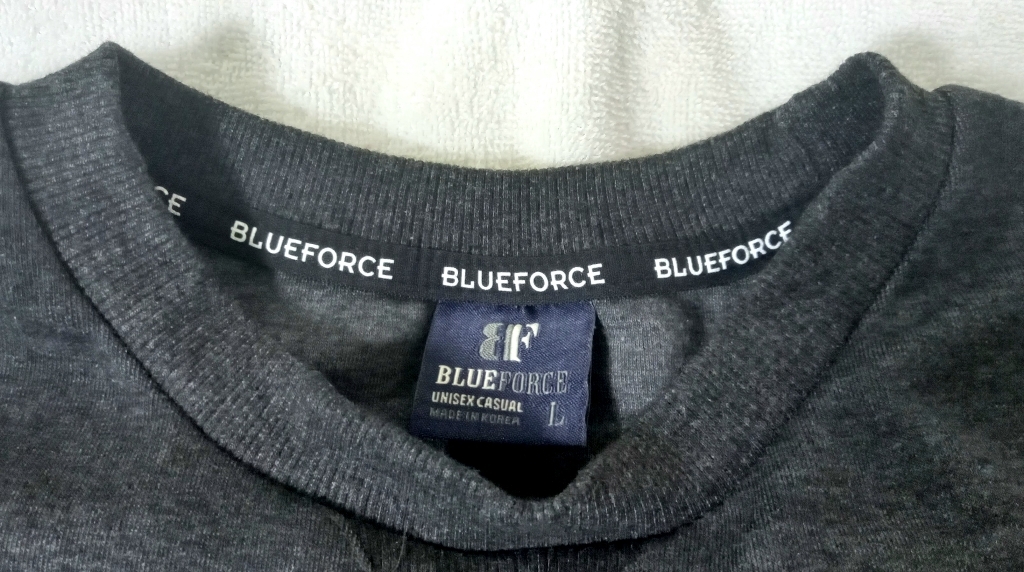 CE
BLUEFORCE
BLUEFORCE
BLUEFORCE
BF
BLUEFORCE
UNISEX CASUAL
MADE IN KOREA
L